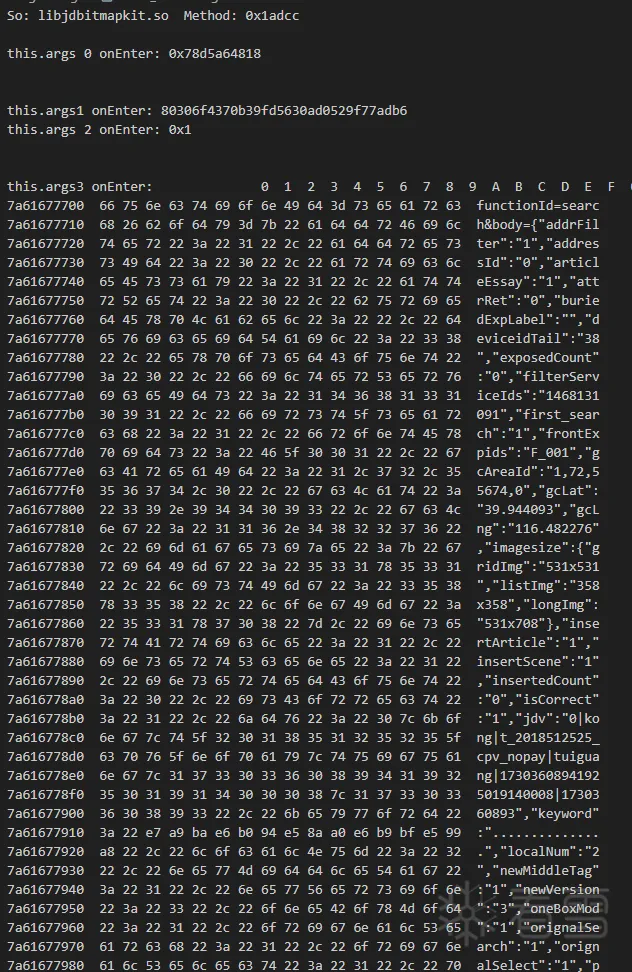 So: libjdbitmapkit.so  Method: 0x1adcc
this.args 0 onEnter: 0x78d5a64818
this.args1 onEnter: 80306f4370b39fd5630ad0529f77adb6
this.args 2 onEnter: 0x1
this.args3 onEnter:              0  1  2  3  4  5  6  7  8  9  A  B  C  D  E  F
7a61677700  66 75 6e 63 74 69 6f 6e 49 64 3d 73 65 61 72 63  functionId=searc
7a61677710  68 26 62 6f 64 79 3d 7b 22 61 64 64 72 46 69 6c  h&body={"addrFil
7a61677720  74 65 72 22 3a 22 31 22 2c 22 61 64 64 72 65 73  ter":"1","addres
7a61677730  73 49 64 22 3a 22 30 22 2c 22 61 72 74 69 63 6c  sId":"0","articl
7a61677740  65 45 73 73 61 79 22 3a 22 31 22 2c 22 61 74 74  eEssay":"1","att
7a61677750  72 52 65 74 22 3a 22 30 22 2c 22 62 75 72 69 65  rRet":"0","burie
7a61677760  64 45 78 70 4c 61 62 65 6c 22 3a 22 22 2c 22 64  dExpLabel":"","d
7a61677770  65 76 69 63 65 69 64 54 61 69 6c 22 3a 22 33 38  eviceidTail":"38
7a61677780  22 2c 22 65 78 70 6f 73 65 64 43 6f 75 6e 74 22  ","exposedCount"
7a61677790  3a 22 30 22 2c 22 66 69 6c 74 65 72 53 65 72 76  :"0","filterServ
7a616777a0  69 63 65 49 64 73 22 3a 22 31 34 36 38 31 33 31  iceIds":"1468131
7a616777b0  30 39 31 22 2c 22 66 69 72 73 74 5f 73 65 61 72  091","first_sear
7a616777c0  63 68 22 3a 22 31 22 2c 22 66 72 6f 6e 74 45 78  ch":"1","frontEx
7a616777d0  70 69 64 73 22 3a 22 46 5f 30 30 31 22 2c 22 67  pids":"F_001","g
7a616777e0  63 41 72 65 61 49 64 22 3a 22 31 2c 37 32 2c 35  cAreaId":"1,72,5
7a616777f0  35 36 37 34 2c 30 22 2c 22 67 63 4c 61 74 22 3a  5674,0","gcLat":
7a61677800  22 33 39 2e 39 34 34 30 39 33 22 2c 22 67 63 4c  "39.944093","gcL
7a61677810  6e 67 22 3a 22 31 31 36 2e 34 38 32 32 37 36 22  ng":"116.482276"
7a61677820  2c 22 69 6d 61 67 65 73 69 7a 65 22 3a 7b 22 67  ,"imagesize":{"g
7a61677830  72 69 64 49 6d 67 22 3a 22 35 33 31 78 35 33 31  ridImg":"531x531
7a61677840  22 2c 22 6c 69 73 74 49 6d 67 22 3a 22 33 35 38  ","listImg":"358
7a61677850  78 33 35 38 22 2c 22 6c 6f 6e 67 49 6d 67 22 3a  x358","longImg":
7a61677860  22 35 33 31 78 37 30 38 22 7d 2c 22 69 6e 73 65  "531x708"},"inse
7a61677870  72 74 41 72 74 69 63 6c 65 22 3a 22 31 22 2c 22  rtArticle":"1","
7a61677880  69 6e 73 65 72 74 53 63 65 6e 65 22 3a 22 31 22  insertScene":"1"
7a61677890  2c 22 69 6e 73 65 72 74 65 64 43 6f 75 6e 74 22  ,"insertedCount"
7a616778a0  3a 22 30 22 2c 22 69 73 43 6f 72 72 65 63 74 22  :"0","isCorrect"
7a616778b0  3a 22 31 22 2c 22 6a 64 76 22 3a 22 30 7c 6b 6f  :"1","jdv":"0|ko
7a616778c0  6e 67 7c 74 5f 32 30 31 38 35 31 32 35 32 35 5f  ng|t_2018512525_
7a616778d0  63 70 76 5f 6e 6f 70 61 79 7c 74 75 69 67 75 61  cpv_nopay|tuigua
7a616778e0  6e 67 7c 31 37 33 30 33 36 30 38 39 34 31 39 32  ng|1730360894192
7a616778f0  35 30 31 39 31 34 30 30 30 38 7c 31 37 33 30 33  5019140008|17303
7a61677900  36 30 38 39 33 22 2c 22 6b 65 79 77 6f 72 64 22  60893","keyword"
7a61677910  3a 22 e7 a9 ba e6 b0 94 e5 8a a0 e6 b9 bf e5 99  :"..............
7a61677920  a8 22 2c 22 6c 6f 63 61 6c 4e 75 6d 22 3a 22 32  .","localNum":"2
7a61677930  22 2c 22 6e 65 77 4d 69 64 64 6c 65 54 61 67 22  ","newMiddleTag"
7a61677940  3a 22 31 22 2c 22 6e 65 77 56 65 72 73 69 6f 6e  :"1","newVersion
7a61677950  22 3a 22 33 22 2c 22 6f 6e 65 42 6f 78 4d 6f 64  ":"3","oneBoxMod
7a61677960  22 3a 22 31 22 2c 22 6f 72 69 67 6e 61 6c 53 65  ":"1","orignalSe
7a61677970  61 72 63 68 22 3a 22 31 22 2c 22 6f 72 69 67 6e  arch":"1","orign
7a61677980  61 6c 53 65 6c 65 63 74 22 3a 22 31 22 2c 22 70  alSelect":"1","p
看雪